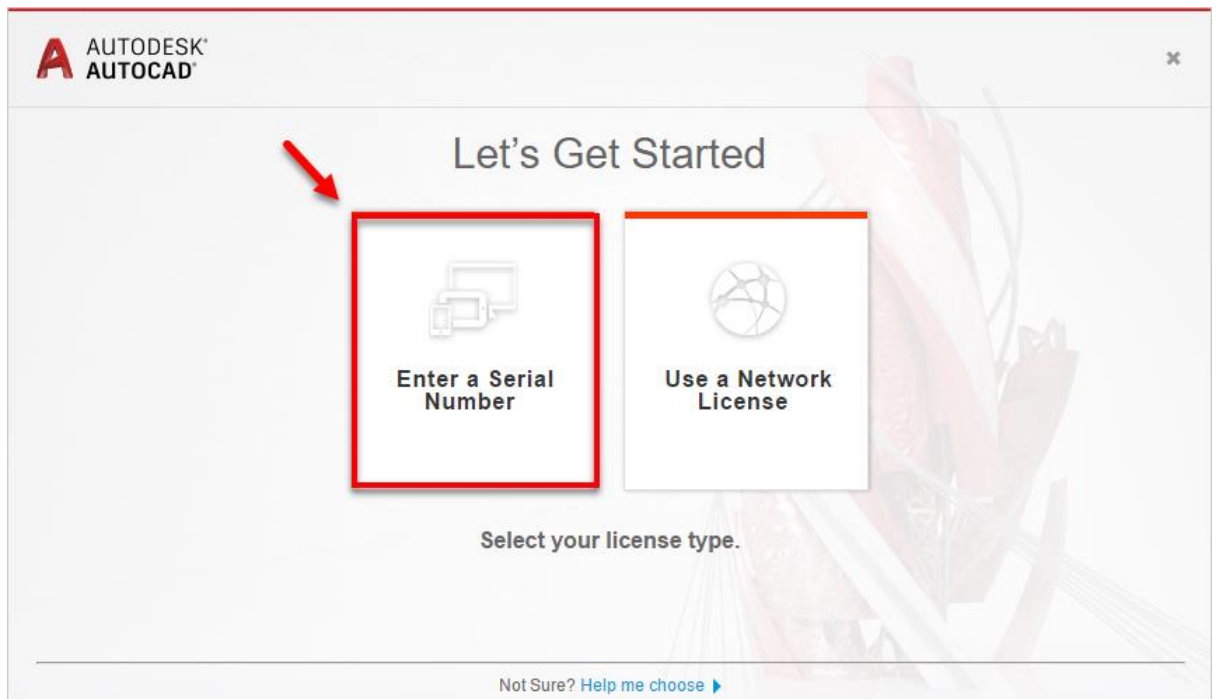 AUTODESK®
AUTOCAD®
Let's Get Started
Enter a Serial
Number
Use a Network
License
Select your license type.
Not Sure? Help me choose